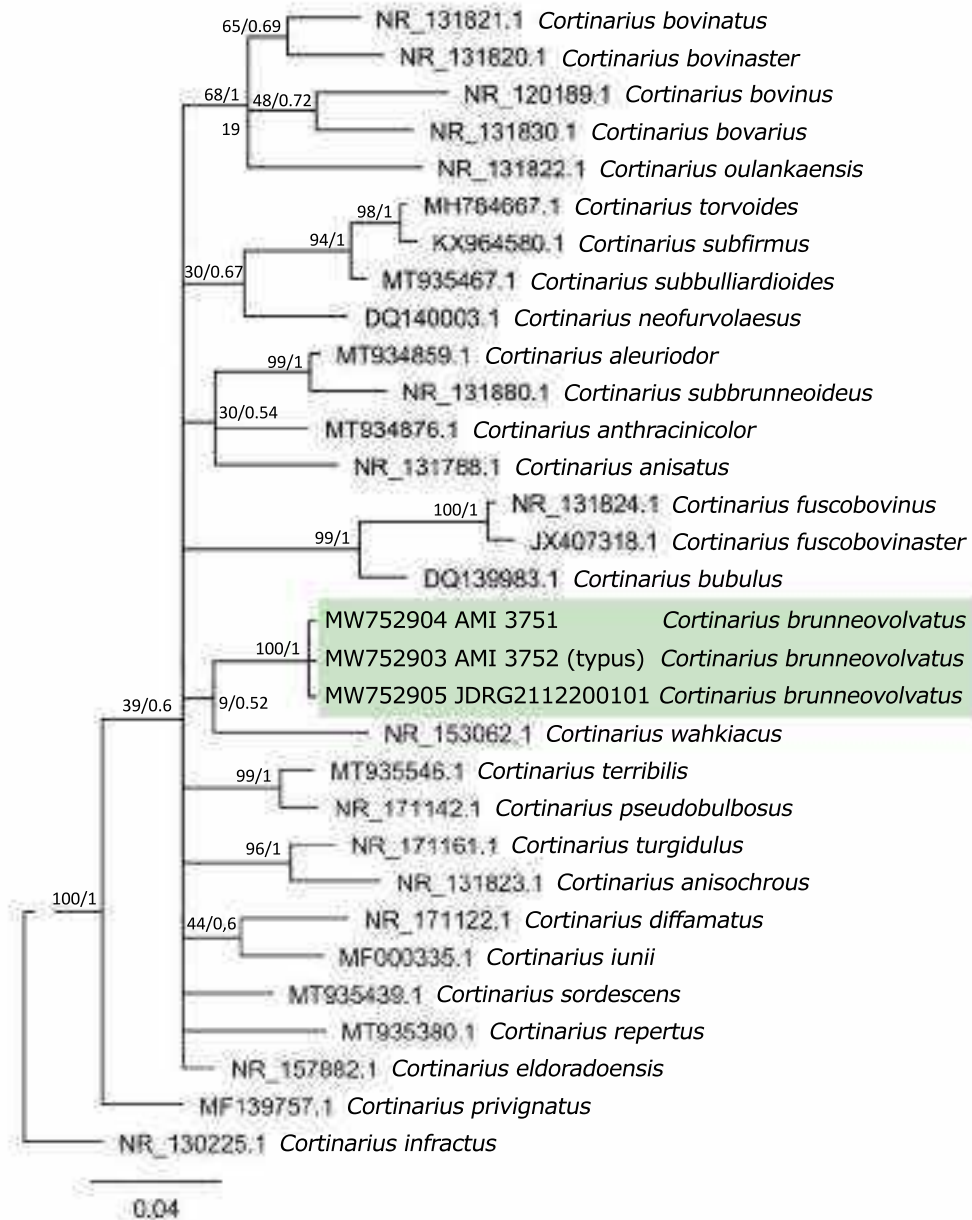 NR_131821.1 Cortinarius bovinatus
65/0.69
NR_131820.1 Cortinarius bovinaster
NR_120189.1 Cortinarius bovinus
68/1
48/0.72
19
NR_131830.1 Cortinarius bovarius
NR_131822.1 Cortinarius oulankaensis
MH784667.1 Cortinarius torvoides
98/1
KX964580.1 Cortinarius subfirmus
94/1
30/0.67
MT935467.1 Cortinarius subbulliardioides
DQ140003.1 Cortinarius neofurvolaesus
MT934859.1 Cortinarius aleuriodor
99/1
NR_131880.1 Cortinarius subbrunneoideus
30/0.54
MT934876.1 Cortinarius anthracinicolor
NR_131788.1 Cortinarius anisatus
NR_131824.1 Cortinarius fuscobovinus
100/1
JX407318.1 Cortinarius fuscobovinaster
99/1
DQ139983.1 Cortinarius bubulus
MW752904 AMI 3751 Cortinarius brunneovolvatus
100/1
MW752903 AMI 3752 (typus) Cortinarius brunneovolvatus
MW752905 JDRG2112200101 Cortinarius brunneovolvatus
39/0.6
9/0.52
NR_153062.1 Cortinarius wahkiacus
MT935546.1 Cortinarius terribilis
99/1
NR_171142.1 Cortinarius pseudobulbosus
NR_171161.1 Cortinarius turgidulus
96/1
NR_131823.1 Cortinarius anisochrous
100/1
NR_171122.1 Cortinarius diffamatus
44/0,6
MF000335.1 Cortinarius iunii
MT935439.1 Cortinarius sordescens
MT935380.1 Cortinarius repertus
NR_157882.1 Cortinarius eldoradoensis
MF139757.1 Cortinarius privignatus
NR_130225.1 Cortinarius infractus
0.04